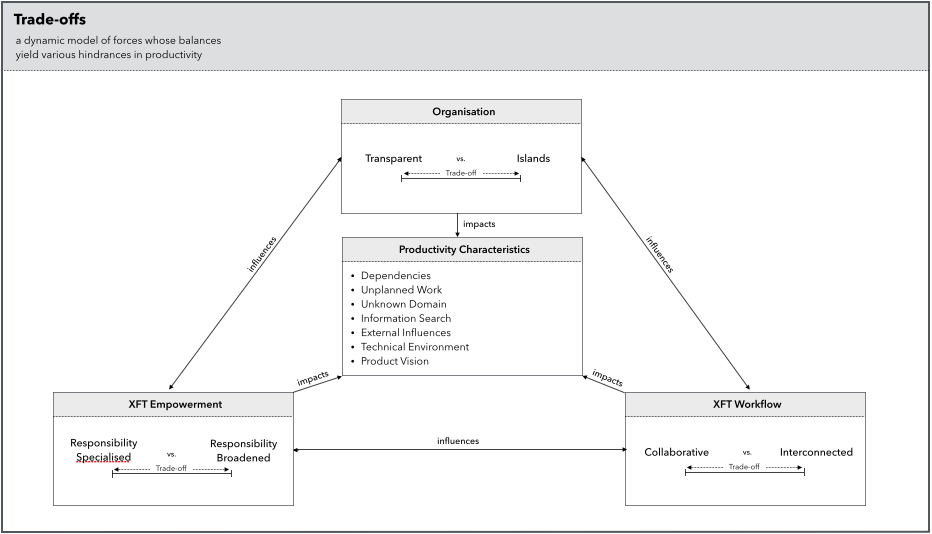 Trade-offs
a dynamic model of forces whose balances
yield various hindrances in productivity
Organisation
Transparent vs. Islands
Trade-off
influences
influences
impacts
Productivity Characteristics
• Dependencies
• Unplanned Work
• Unknown Domain
• Information Search
• External Influences
• Technical Environment
• Product Vision
impacts
impacts
XFT Empowerment
Responsibility
Specialised
vs.
Responsibility
Broadened
Trade-off
influences
XFT Workflow
Collaborative vs. Interconnected
Trade-off